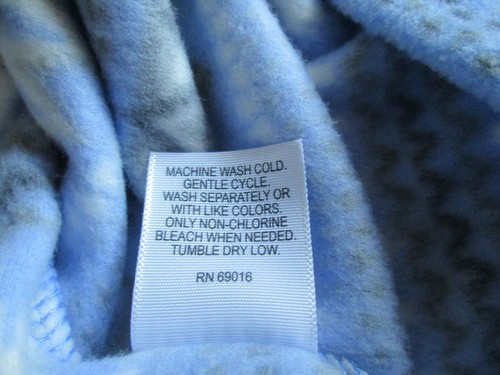 MACHINE WASH COLD.
GENTLE CYCLE.
WASH SEPARATELY OR
WITH LIKE COLORS.
ONLY NON-CHLORINE
BLEACH WHEN NEEDED.
TUMBLE DRY LOW.
RN 69016